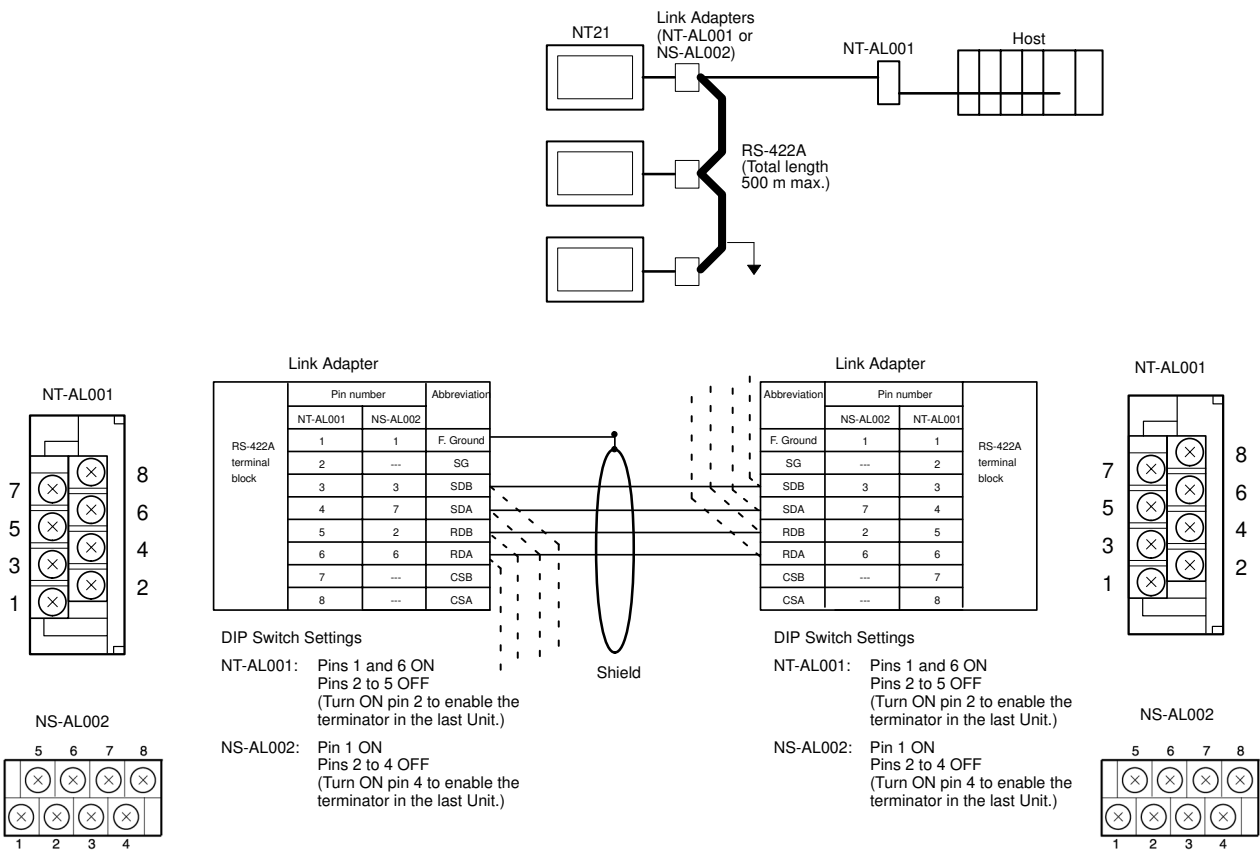 NT21
Link Adapters
(NT-AL001 or
NS-AL002)
NT-AL001
Host
RS-422A
(Total length
500 m max.)
NT-AL001
7
5
3
1
8
6
4
2
Link Adapter
Pin number Abbreviation
NT-AL001 NS-AL002
RS-422A
terminal
block
1 1 F. Ground
2 --- SG
3 3 SDB
4 7 SDA
5 2 RDB
6 6 RDA
7 --- CSB
8 --- CSA
Shield
Link Adapter
Abbreviation Pin number
NS-AL002 NT-AL001
F. Ground 1 1
SG --- 2
SDB 3 3
SDA 7 4
RDB 2 5
RDA 6 6
CSB --- 7
CSA --- 8
RS-422A
terminal
block
NT-AL001
7
5
3
1
8
6
4
2
DIP Switch Settings
NT-AL001: Pins 1 and 6 ON
Pins 2 to 5 OFF
(Turn ON pin 2 to enable the
terminator in the last Unit.)
NS-AL002: Pin 1 ON
Pins 2 to 4 OFF
(Turn ON pin 4 to enable the
terminator in the last Unit.)
DIP Switch Settings
NT-AL001: Pins 1 and 6 ON
Pins 2 to 5 OFF
(Turn ON pin 2 to enable the
terminator in the last Unit.)
NS-AL002: Pin 1 ON
Pins 2 to 4 OFF
(Turn ON pin 4 to enable the
terminator in the last Unit.)
NS-AL002
5 6 7 8
1 2 3 4
NS-AL002
5 6 7 8
1 2 3 4